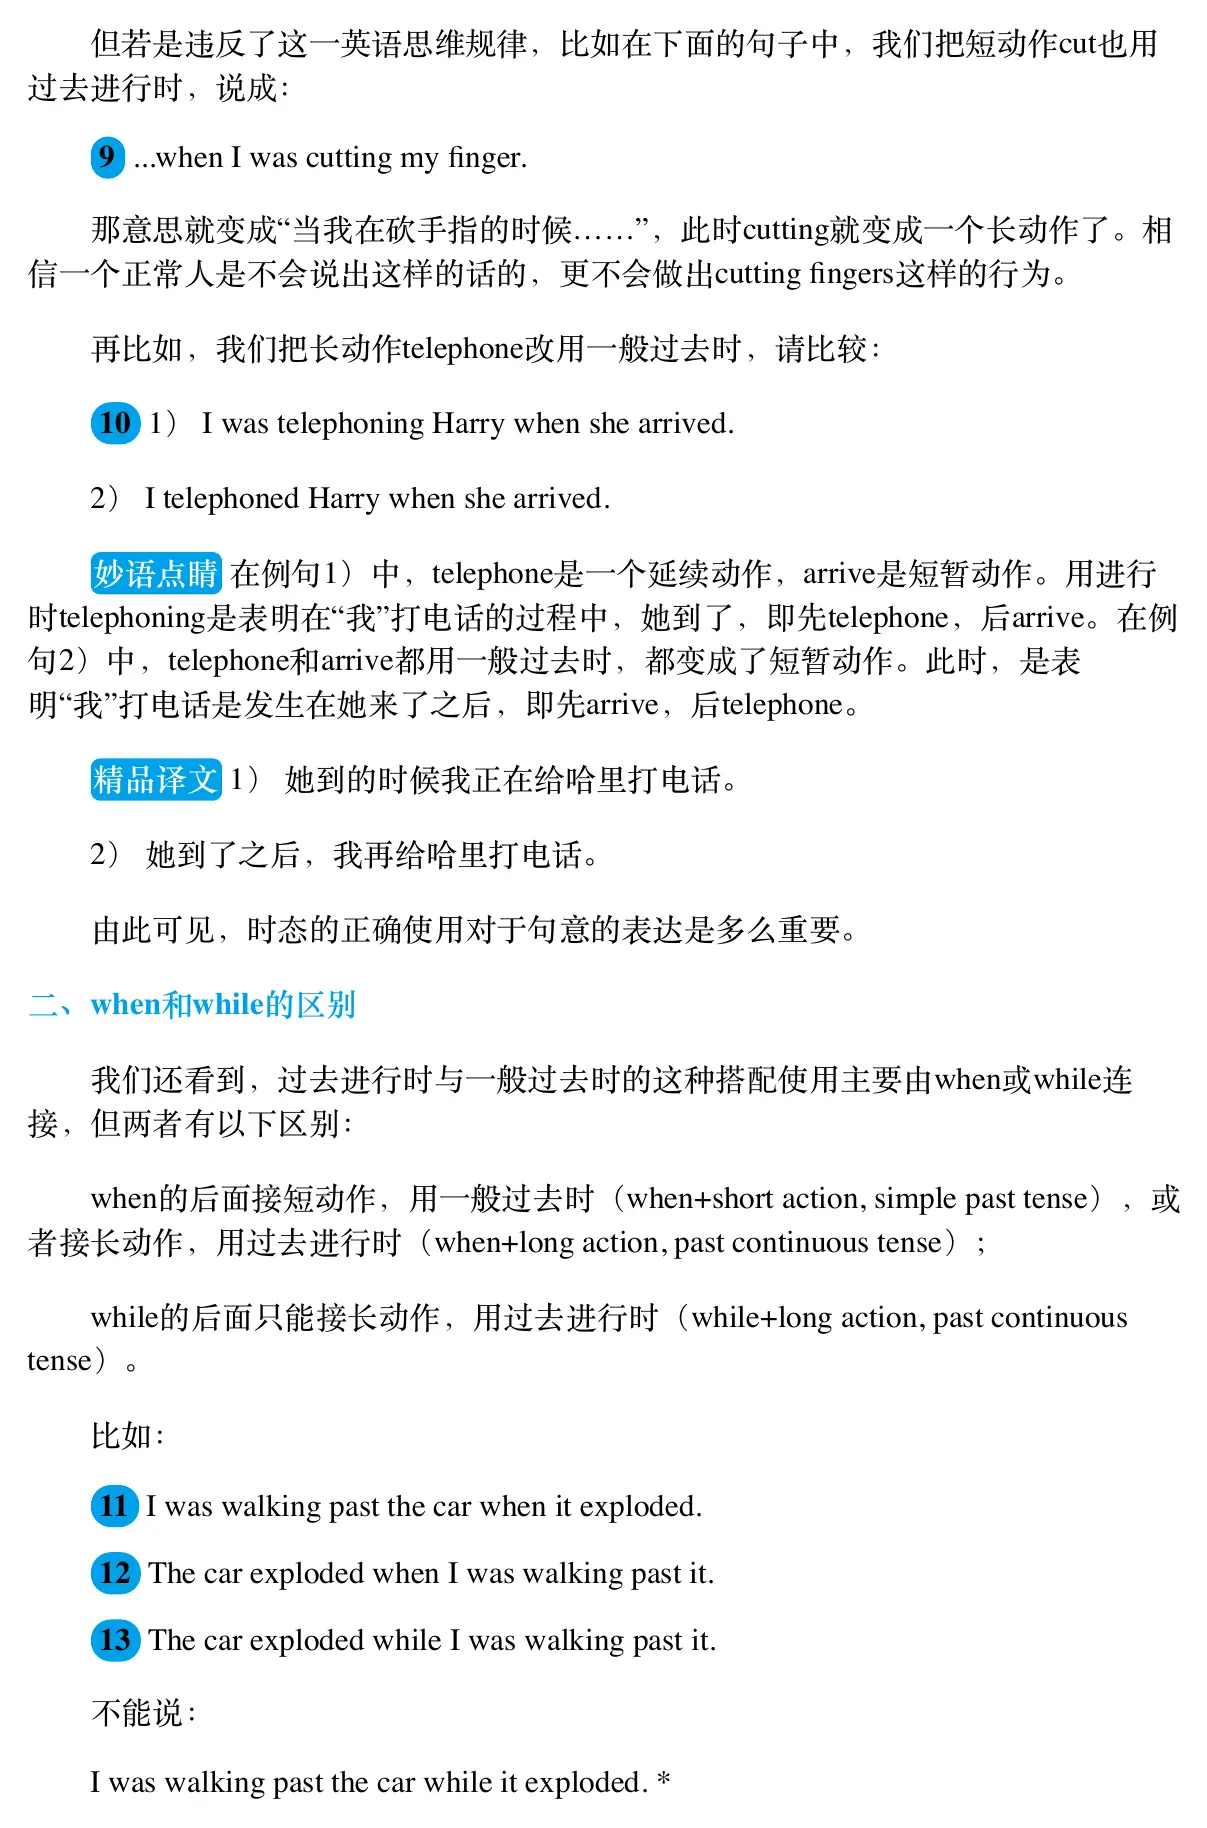 但若是违反了这一英语思维规律，比如在下面的句子中，我们把短动作cut也用
过去进行时，说成：
9 ...when I was cutting my finger.
那意思就变成“当我在砍手指的时候……”，此时cutting就变成一个长动作了。相
信一个正常人是不会说出这样的话的，更不会做出cutting fingers这样的行为。
再比如，我们把长动作telephone改用一般过去时，请比较：
10 1） I was telephoning Harry when she arrived.
2） I telephoned Harry when she arrived.
妙语点睛 在例句1）中，telephone是一个延续动作，arrive是短暂动作。用进行
时telephoning是表明在“我”打电话的过程中，她到了，即先telephone，后arrive。在例
句2）中，telephone和arrive都用一般过去时，都变成了短暂动作。此时，是表
明“我”打电话是发生在她来了之后，即先arrive，后telephone。
精品译文 1） 她到的时候我正在给哈里打电话。
2） 她到了之后，我再给哈里打电话。
由此可见，时态的正确使用对于句意的表达是多么重要。
二、when和while的区别
我们还看到，过去进行时与一般过去时的这种搭配使用主要由when或while连
接，但两者有以下区别：
when的后面接短动作，用一般过去时（when+short action, simple past tense），或
者接长动作，用过去进行时（when+long action, past continuous tense）；
while的后面只能接长动作，用过去进行时（while+long action, past continuous
tense）。
比如：
11 I was walking past the car when it exploded.
12 The car exploded when I was walking past it.
13 The car exploded while I was walking past it.
不能说：
I was walking past the car while it exploded. *